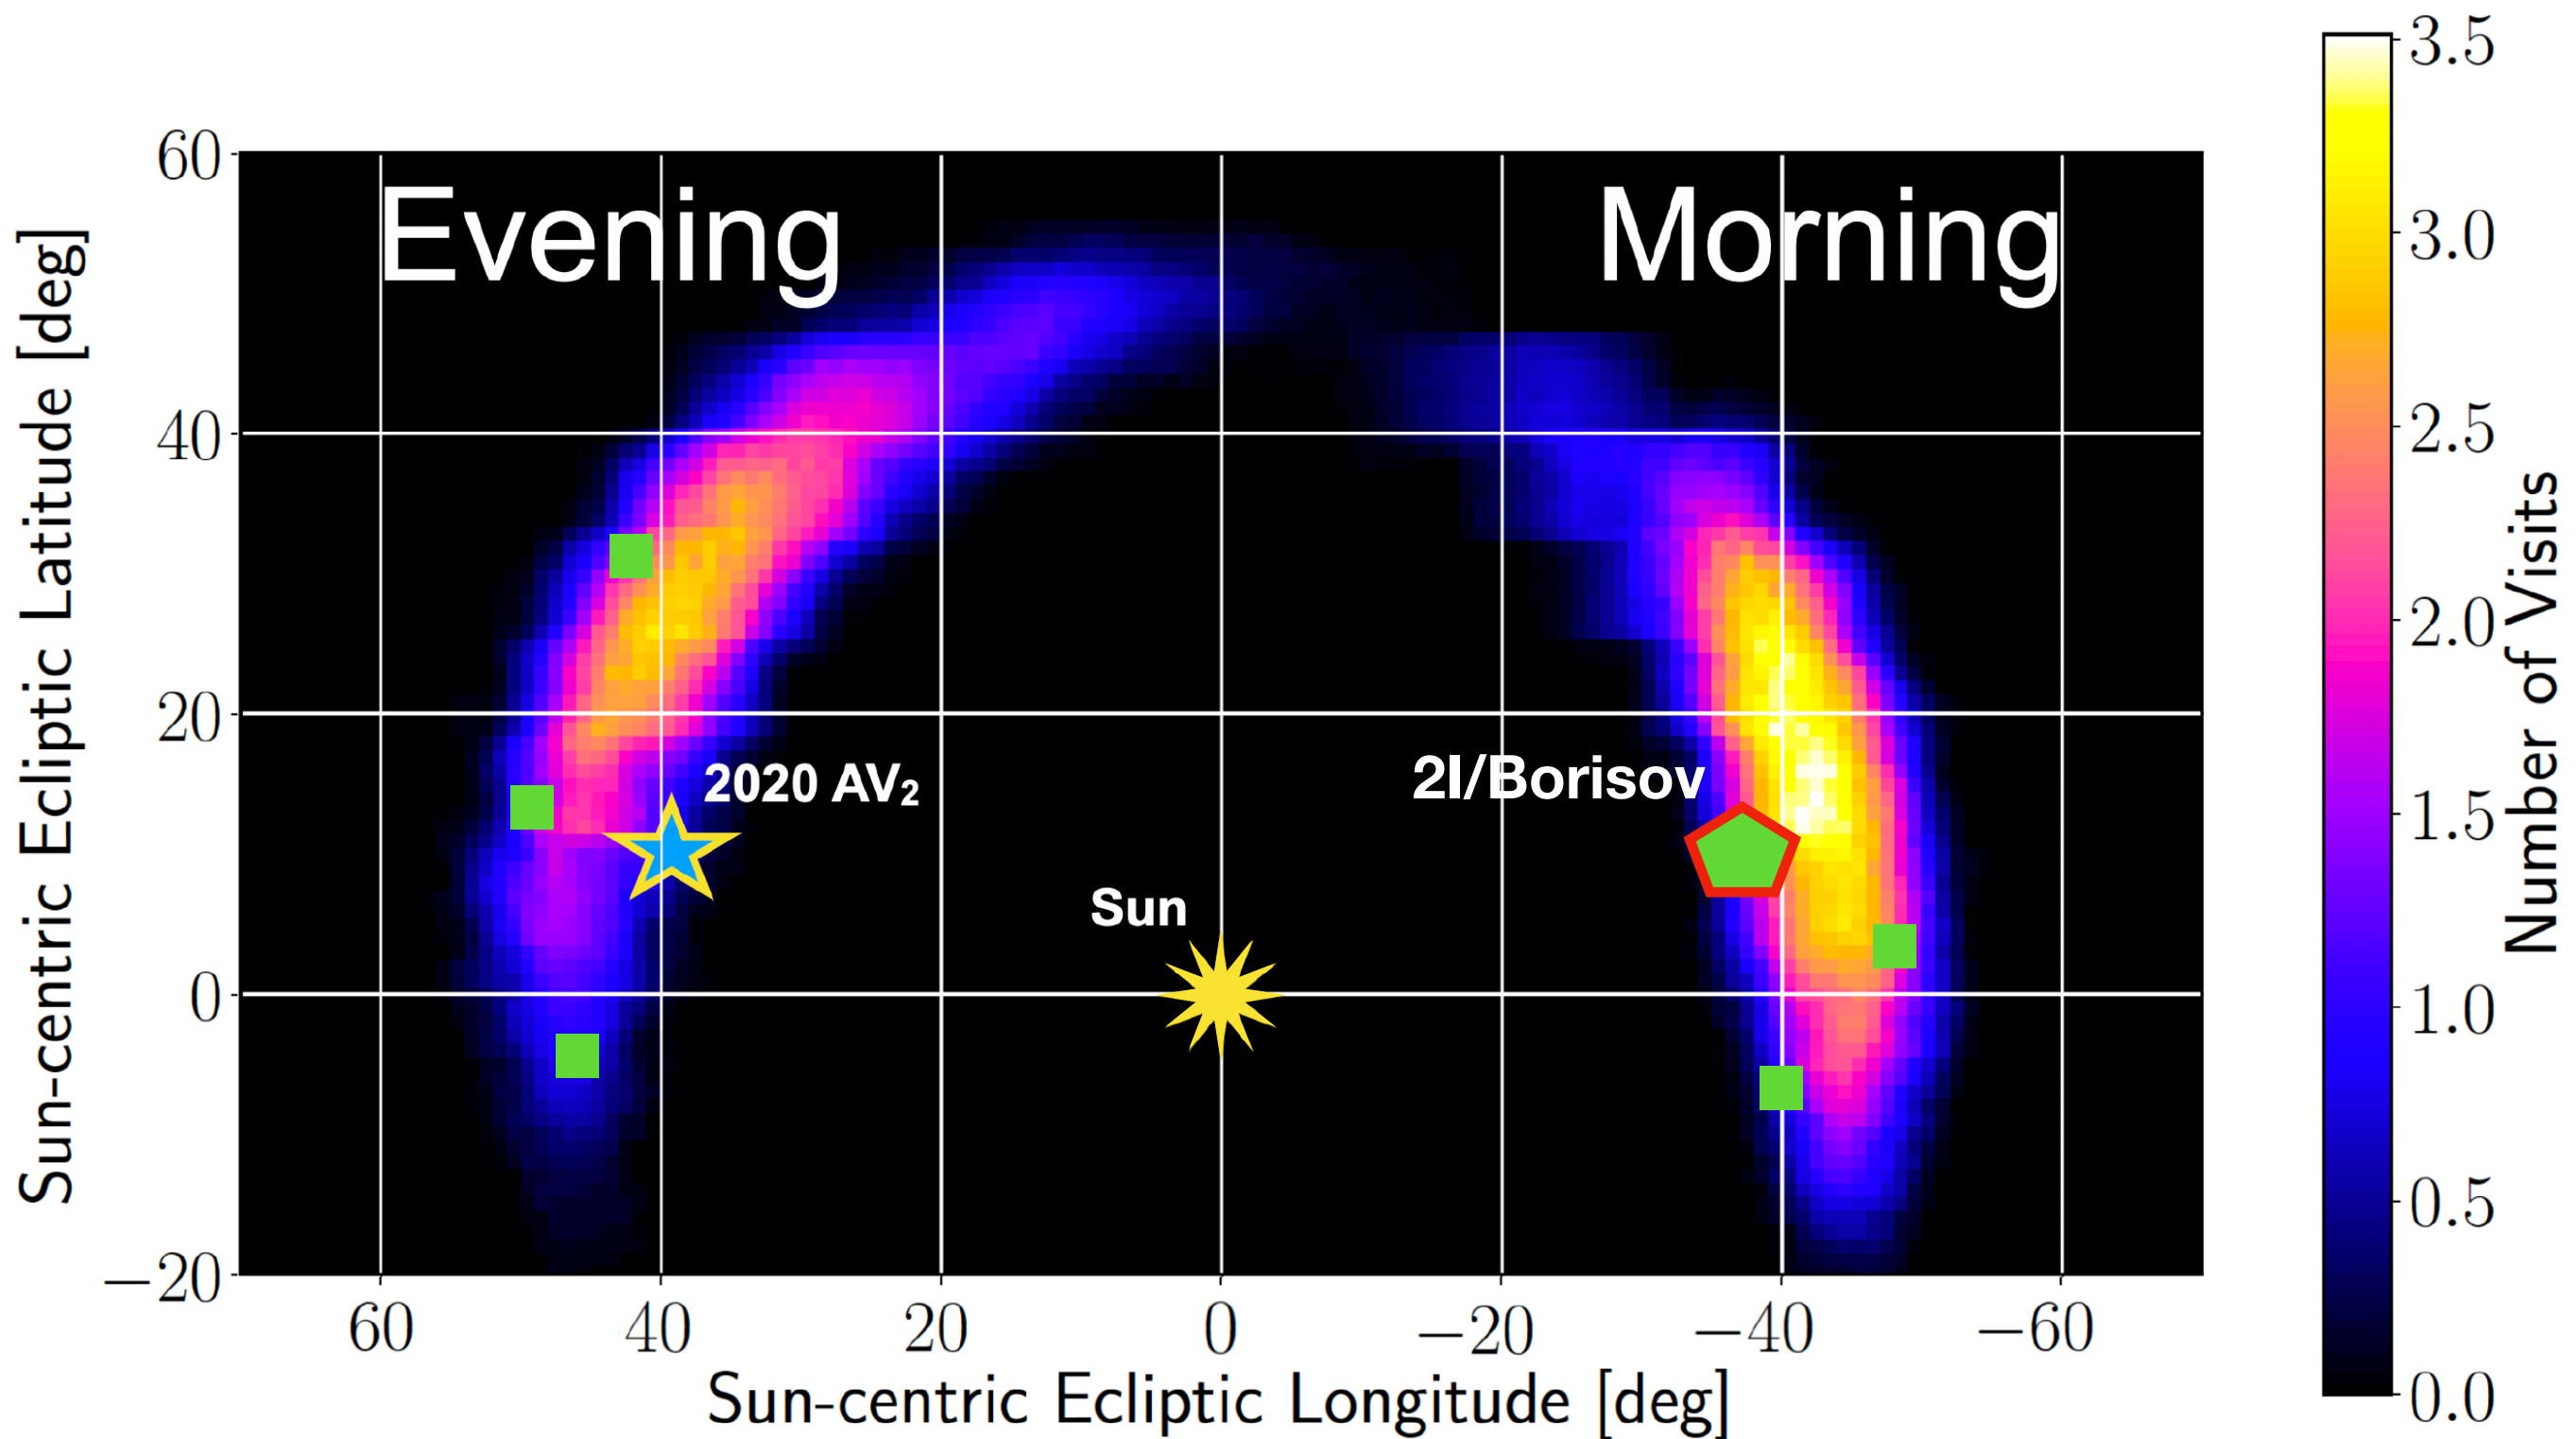 Evening
Morning
2020 AV₂
2I/Borisov
Sun
60
40
20
0
−20
Sun-centric Ecliptic Latitude [deg]
60
40
20
0
−20
−40
−60
Sun-centric Ecliptic Longitude [deg]
3.5
3.0
2.5
2.0
1.5
1.0
0.5
0.0
Number of Visits